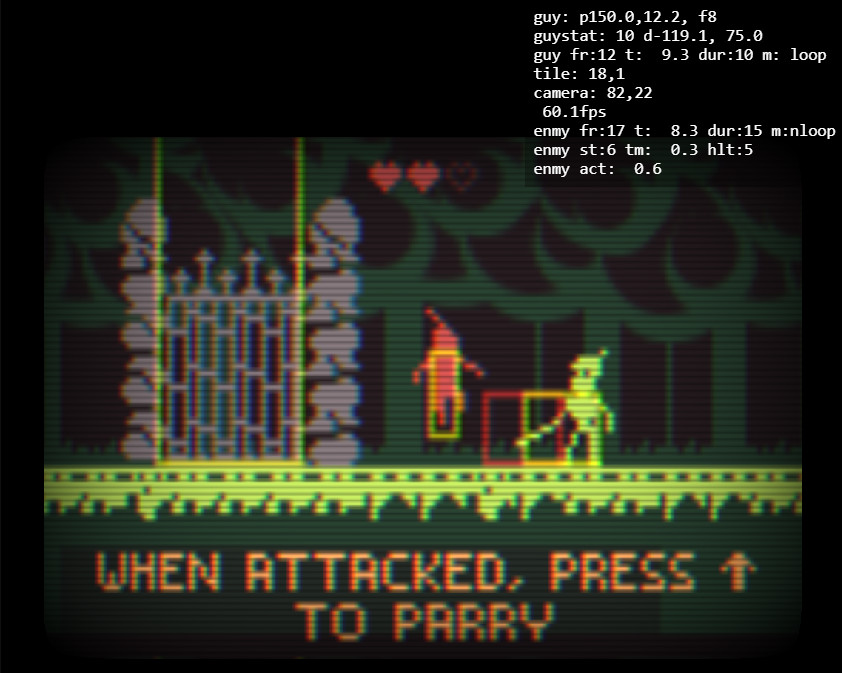 guy: p150.0,12.2, f8
guystat: 10 d-119.1, 75.0
guy fr:12 t:  9.3 dur:10 m: loop
tile: 18,1
camera: 82,22
 60.1fps
enmy fr:17 t:  8.3 dur:15 m:nloop
enmy st:6 tm:  0.3 hlt:5
enmy act:  0.6
WHEN ATTACKED, PRESS ↑
TO PARRY